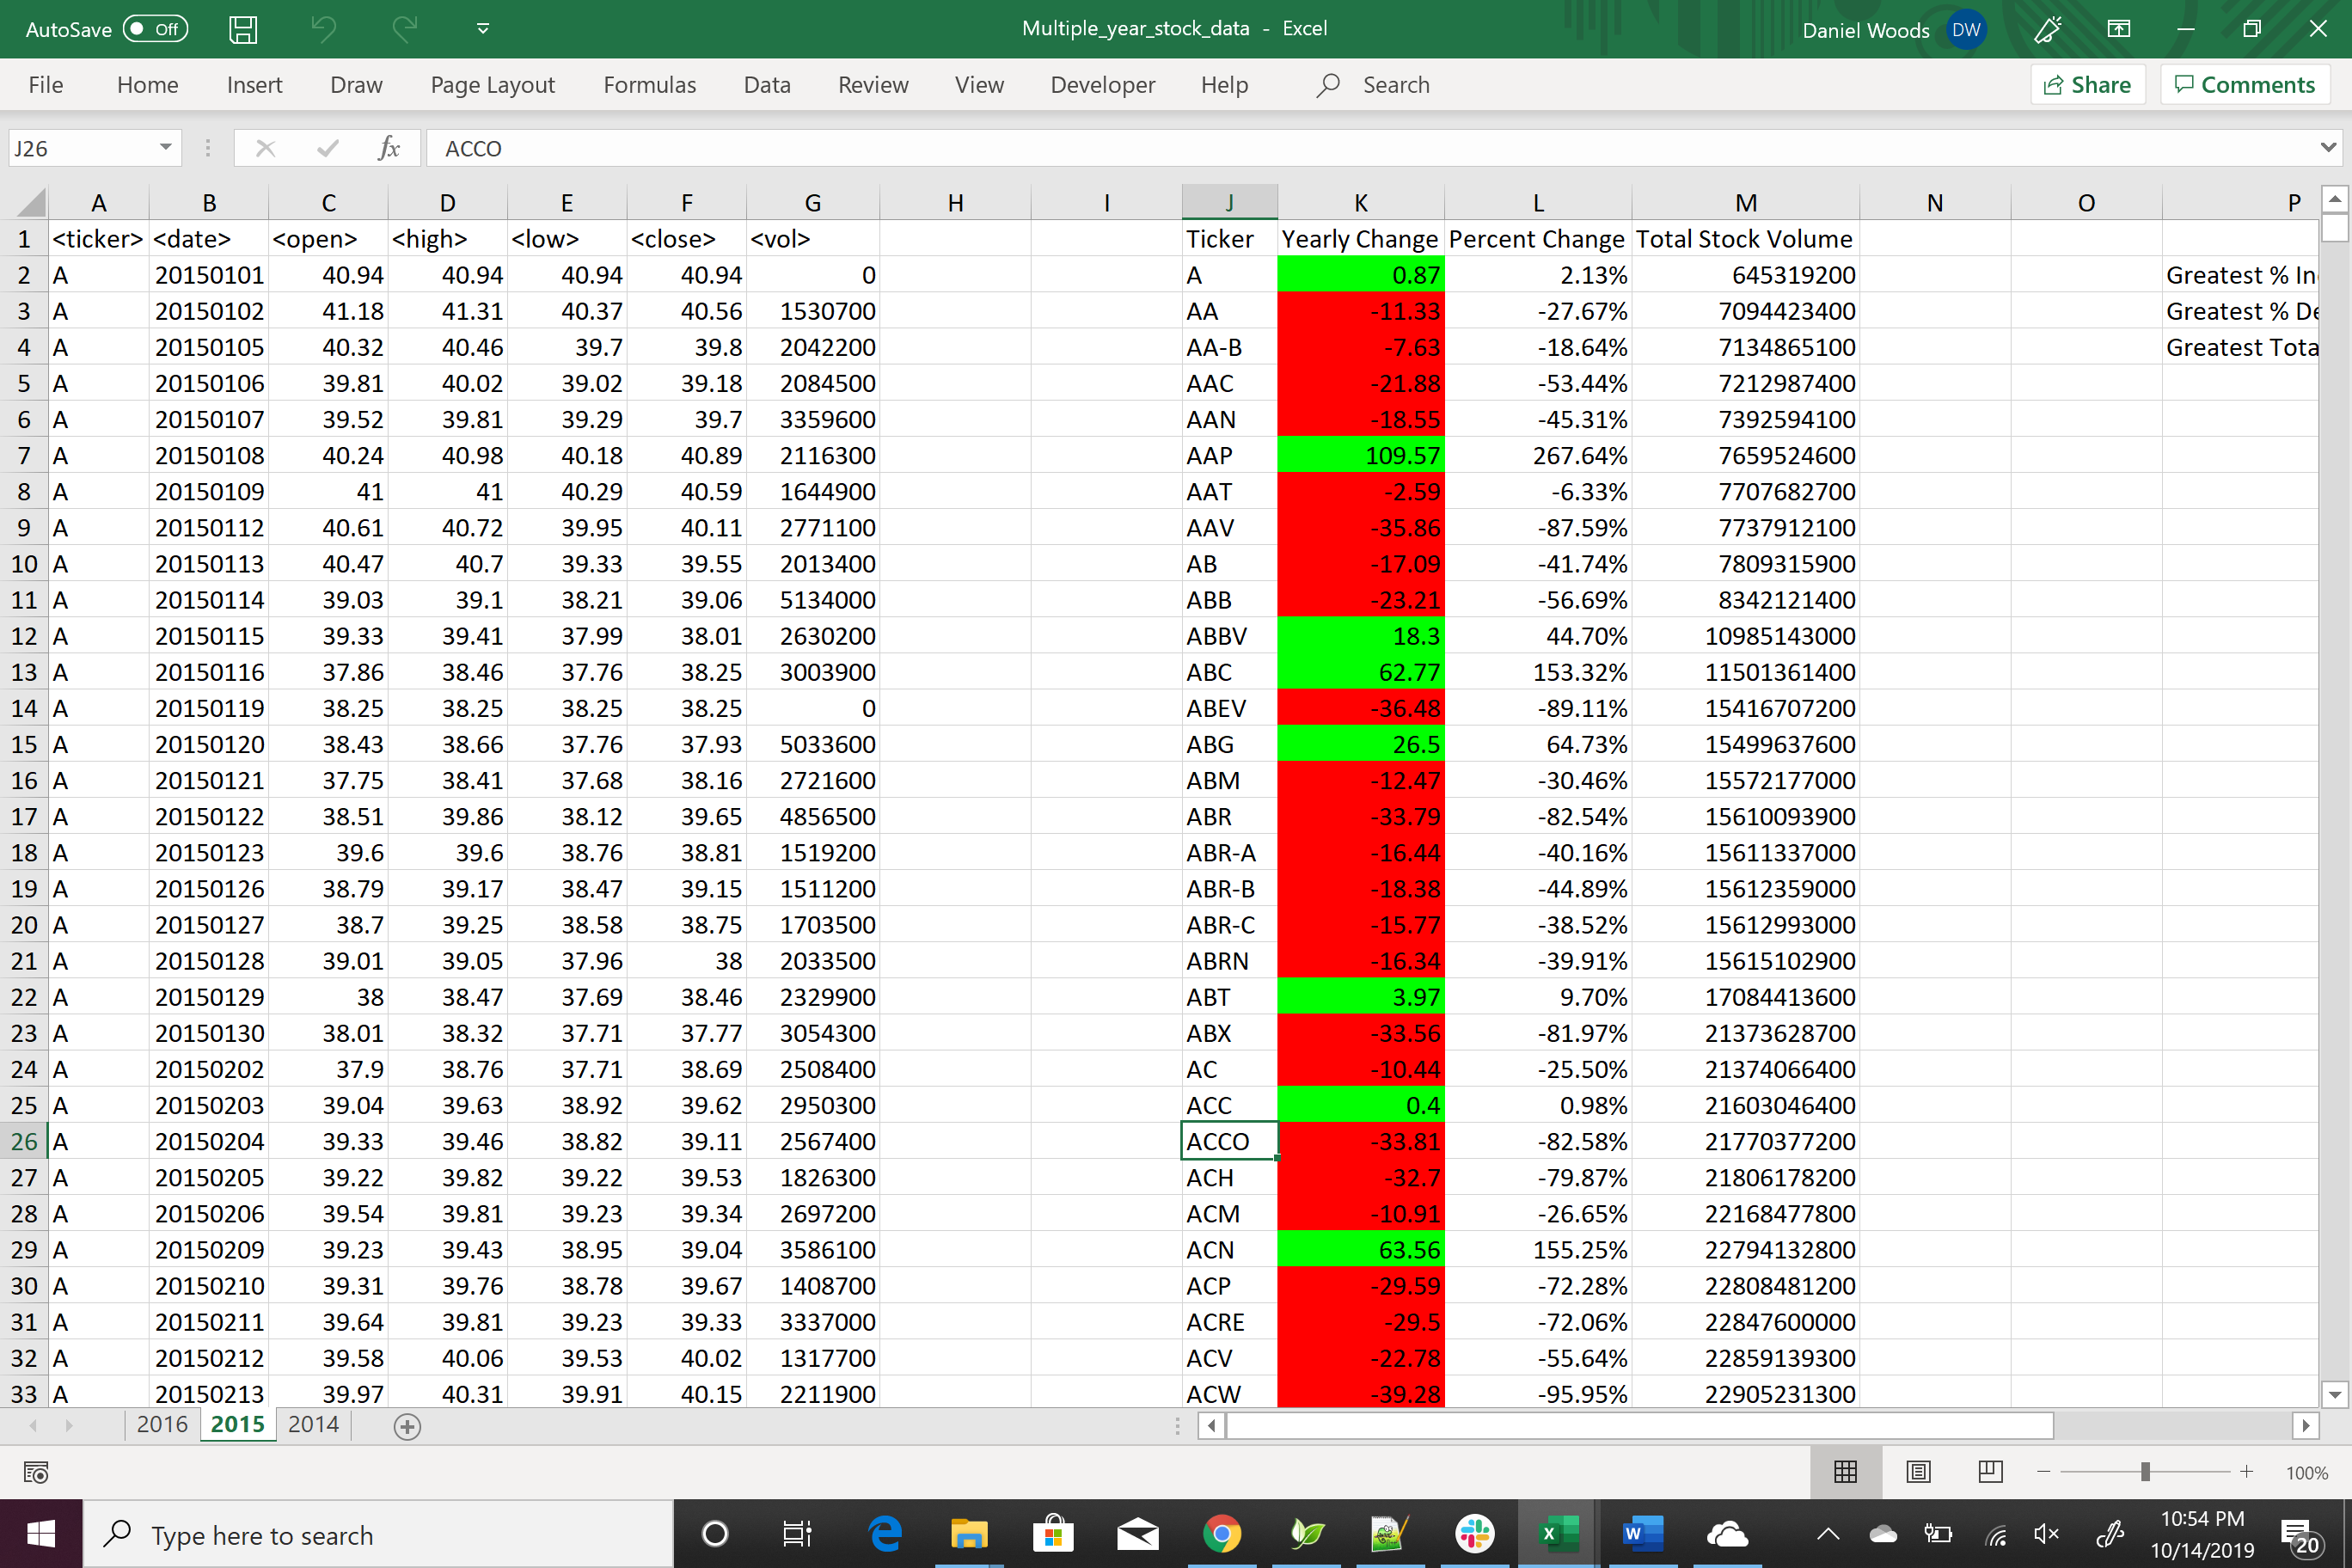 AutoSave Off Multiple_year_stock_data - Excel Daniel Woods DW
File Home Insert Draw Page Layout Formulas Data Review View Developer Help Search Share Comments
J26 fx ACCO
A B C D E F G H I J K L M N O P
1 <ticker> <date> <open> <high> <low> <close> <vol> Ticker Yearly Change Percent Change Total Stock Volume
2 A 20150101 40.94 40.94 40.94 40.94 0 A 0.87 2.13% 645319200 Greatest % In
3 A 20150102 41.18 41.31 40.37 40.56 1530700 AA -11.33 -27.67% 7094423400 Greatest % De
4 A 20150105 40.32 40.46 39.7 39.8 2042200 AA-B -7.63 -18.64% 7134865100 Greatest Tota
5 A 20150106 39.81 40.02 39.02 39.18 2084500 AAC -21.88 -53.44% 7212987400
6 A 20150107 39.52 39.81 39.29 39.7 3359600 AAN -18.55 -45.31% 7392594100
7 A 20150108 40.24 40.98 40.18 40.89 2116300 AAP 109.57 267.64% 7659524600
8 A 20150109 41 41 40.29 40.59 1644900 AAT -2.59 -6.33% 7707682700
9 A 20150112 40.61 40.72 39.95 40.11 2771100 AAV -35.86 -87.59% 7737912100
10 A 20150113 40.47 40.7 39.33 39.55 2013400 AB -17.09 -41.74% 7809315900
11 A 20150114 39.03 39.1 38.21 39.06 5134000 ABB -23.21 -56.69% 8342121400
12 A 20150115 39.33 39.41 37.99 38.01 2630200 ABBV 18.3 44.70% 10985143000
13 A 20150116 37.86 38.46 37.76 38.25 3003900 ABC 62.77 153.32% 11501361400
14 A 20150119 38.25 38.25 38.25 38.25 0 ABEV -36.48 -89.11% 15416707200
15 A 20150120 38.43 38.66 37.76 37.93 5033600 ABG 26.5 64.73% 15499637600
16 A 20150121 37.75 38.41 37.68 38.16 2721600 ABM -12.47 -30.46% 15572177000
17 A 20150122 38.51 39.86 38.12 39.65 4856500 ABR -33.79 -82.54% 15610093900
18 A 20150123 39.6 39.6 38.76 38.81 1519200 ABR-A -16.44 -40.16% 15611337000
19 A 20150126 38.79 39.17 38.47 39.15 1511200 ABR-B -18.38 -44.89% 15612359000
20 A 20150127 38.7 39.25 38.58 38.75 1703500 ABR-C -15.77 -38.52% 15612993000
21 A 20150128 39.01 39.05 37.96 38 2033500 ABRN -16.34 -39.91% 15615102900
22 A 20150129 38 38.47 37.69 38.46 2329900 ABT 3.97 9.70% 17084413600
23 A 20150130 38.01 38.32 37.71 37.77 3054300 ABX -33.56 -81.97% 21373628700
24 A 20150202 37.9 38.76 37.71 38.69 2508400 AC -10.44 -25.50% 21374066400
25 A 20150203 39.04 39.63 38.92 39.62 2950300 ACC 0.4 0.98% 21603046400
26 A 20150204 39.33 39.46 38.82 39.11 2567400 ACCO -33.81 -82.58% 21770377200
27 A 20150205 39.22 39.82 39.22 39.53 1826300 ACH -32.7 -79.87% 21806178200
28 A 20150206 39.54 39.81 39.23 39.34 2697200 ACM -10.91 -26.65% 22168477800
29 A 20150209 39.23 39.43 38.95 39.04 3586100 ACN 63.56 155.25% 22794132800
30 A 20150210 39.31 39.76 38.78 39.67 1408700 ACP -29.59 -72.28% 22808481200
31 A 20150211 39.64 39.81 39.23 39.33 3337000 ACRE -29.5 -72.06% 22847600000
32 A 20150212 39.58 40.06 39.53 40.02 1317700 ACV -22.78 -55.64% 22859139300
33 A 20150213 39.97 40.31 39.91 40.15 2211900 ACW -39.28 -95.95% 22905231300
2016 2015 2014
100%
Type here to search 10:54 PM
10/14/2019 20